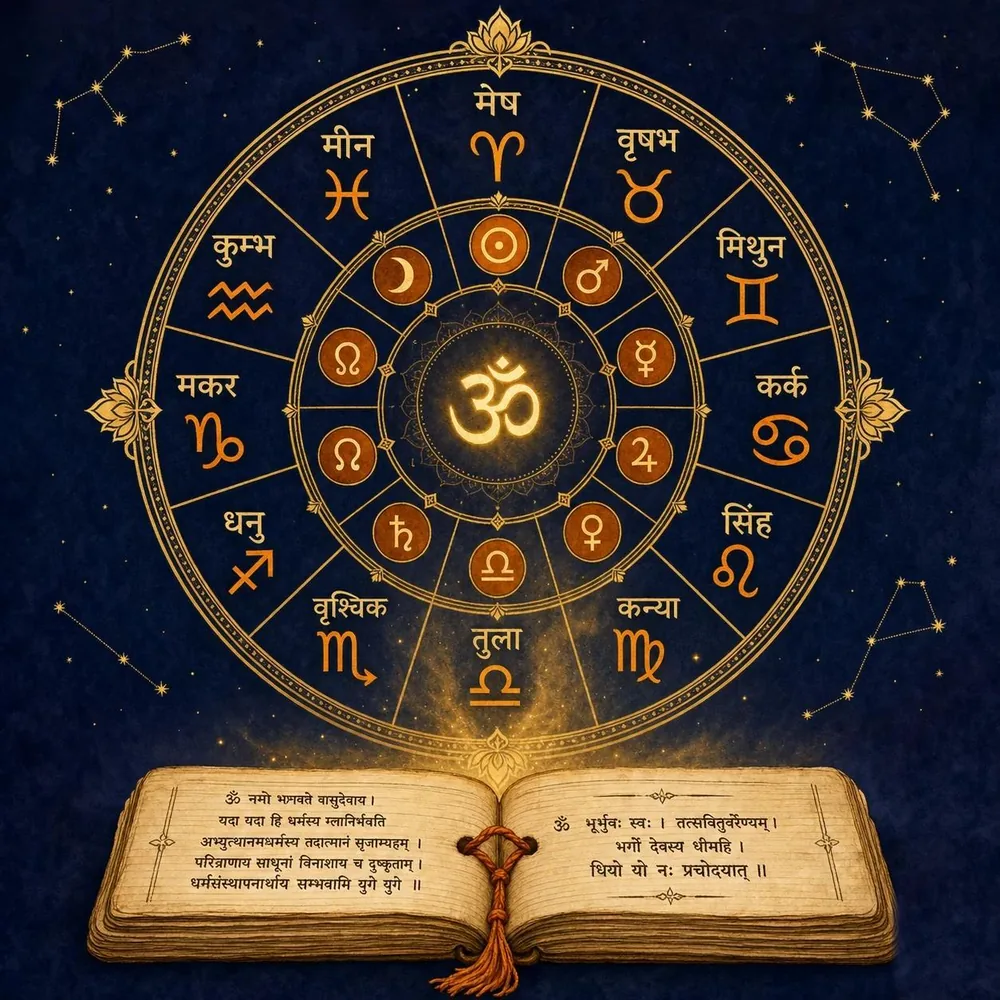 मेष
वृषभ
मिथुन
कर्क
सिंह
कन्या
तुला
वृश्चिक
धनु
मकर
कुम्भ
मीन
ॐ
ॐ नमो भगवते वासुदेवाय।
यदा यदा हि धर्मस्य ग्लानिर्भवति
अभ्युत्थानमधर्मस्य तदात्मानं सृजाम्यहम् ।
परित्राणाय साधूनां विनाशाय च दुष्कृताम् ।
धर्मसंस्थापनार्थाय सम्भवामि युगे युगे ॥
ॐ भूर्भुवः स्वः । तत्सवितुर्वरेण्यम् ।
भर्गो देवस्य धीमहि ।
धियो यो नः प्रचोदयात् ॥